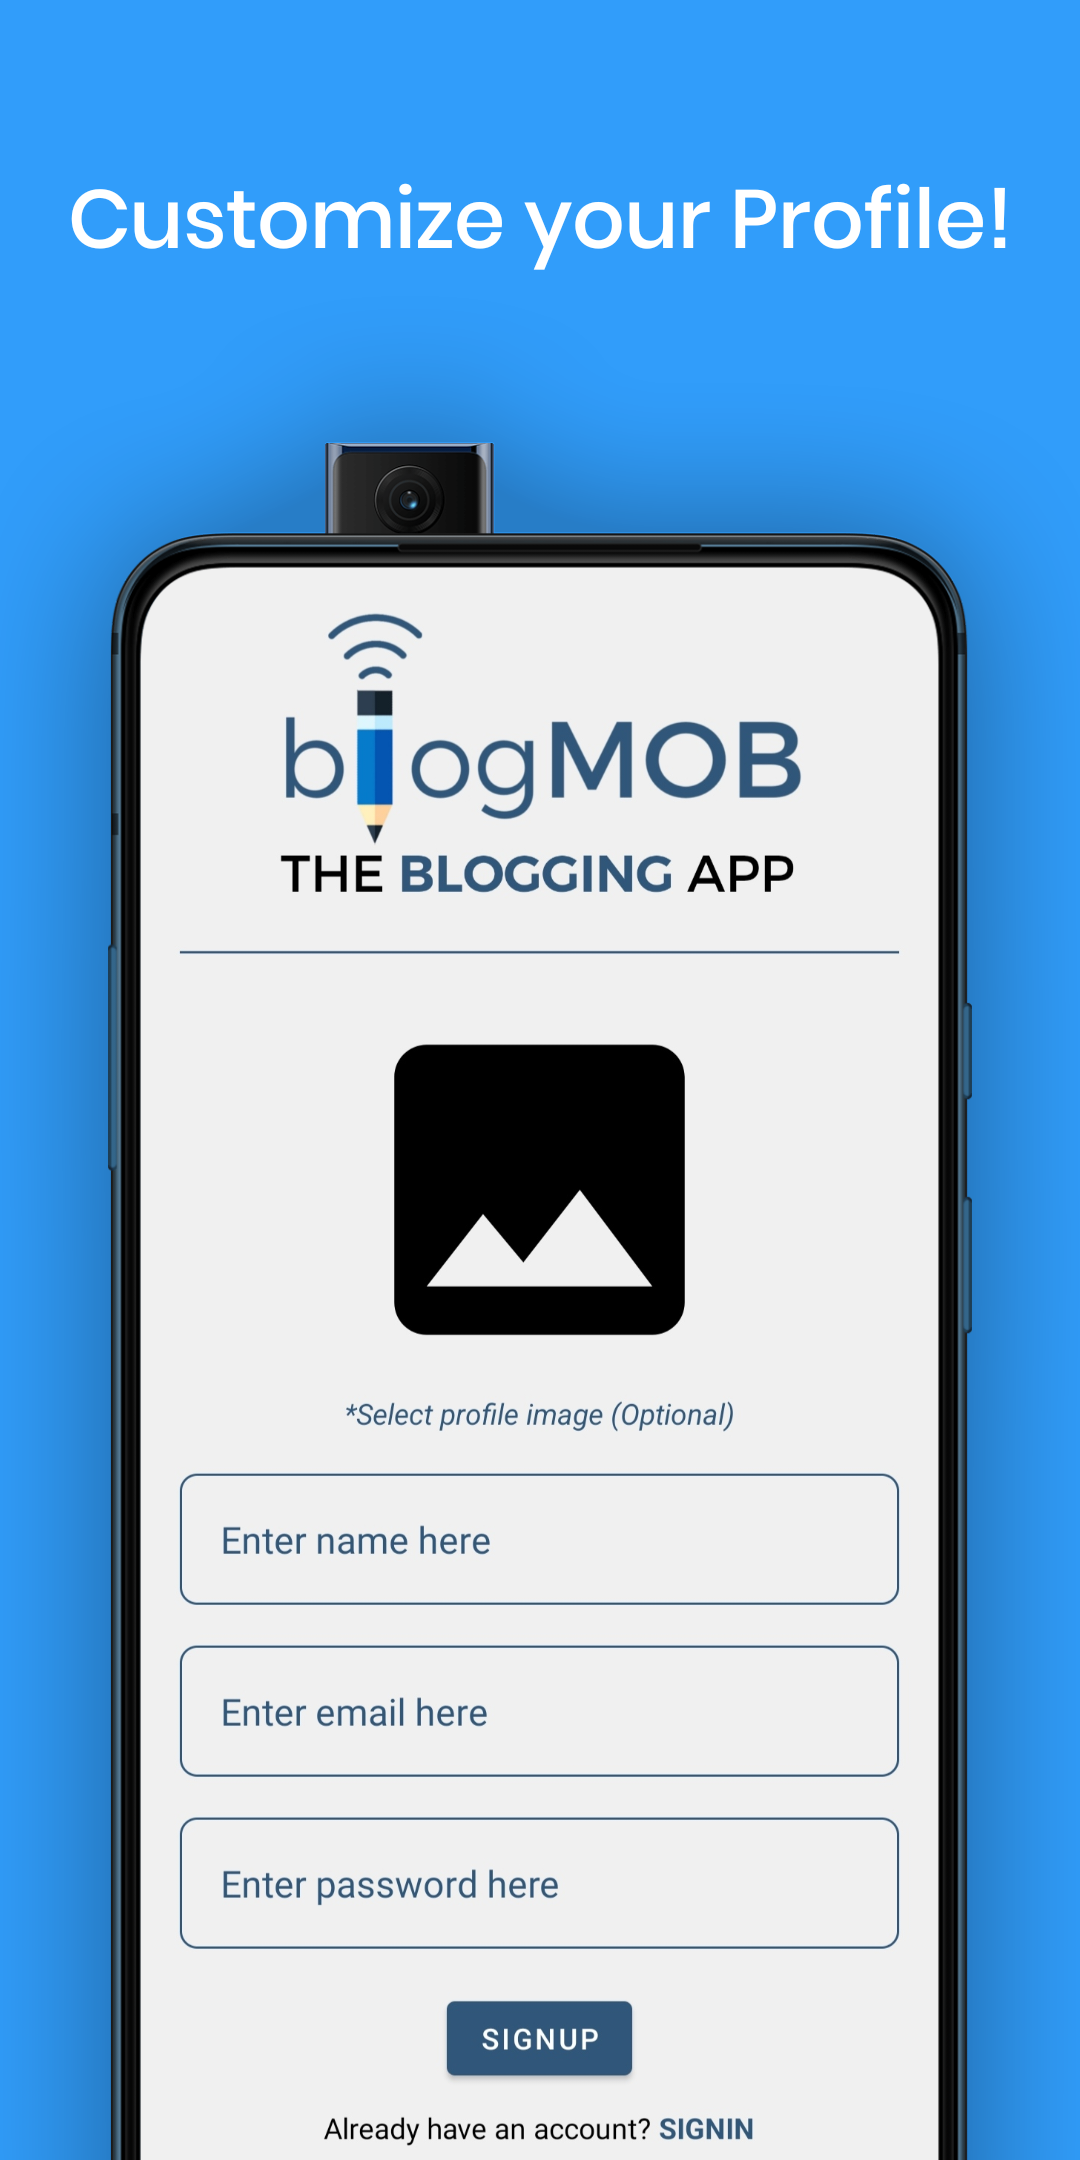 Customize your Profile!
blogMOB
THE BLOGGING APP
*Select profile image (Optional)
Enter name here
Enter email here
Enter password here
SIGNUP
Already have an account? SIGNIN